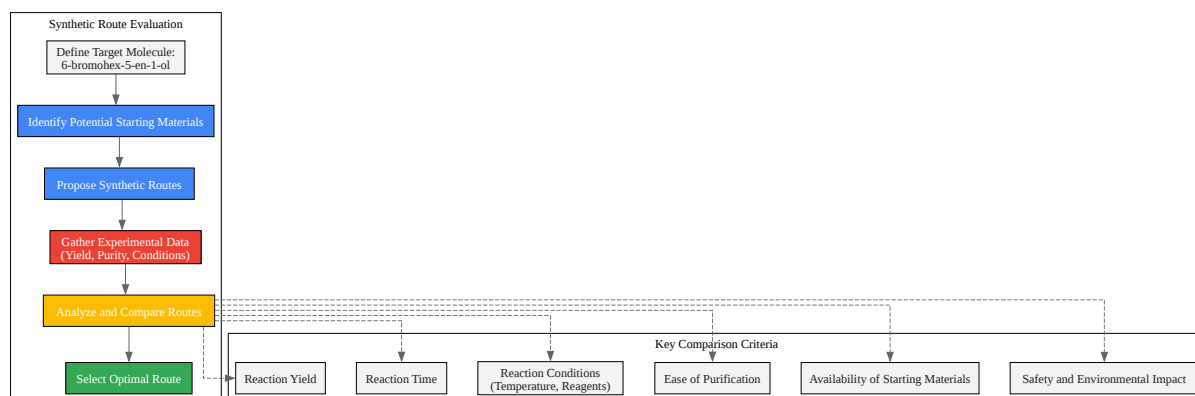 Synthetic Route Evaluation
Define Target Molecule:
6-bromohex-5-en-1-ol
Identify Potential Starting Materials
Propose Synthetic Routes
Gather Experimental Data
(Yield, Purity, Conditions)
Analyze and Compare Routes
Select Optimal Route
Key Comparison Criteria
Reaction Yield
Reaction Time
Reaction Conditions
(Temperature, Reagents)
Ease of Purification
Availability of Starting Materials
Safety and Environmental Impact